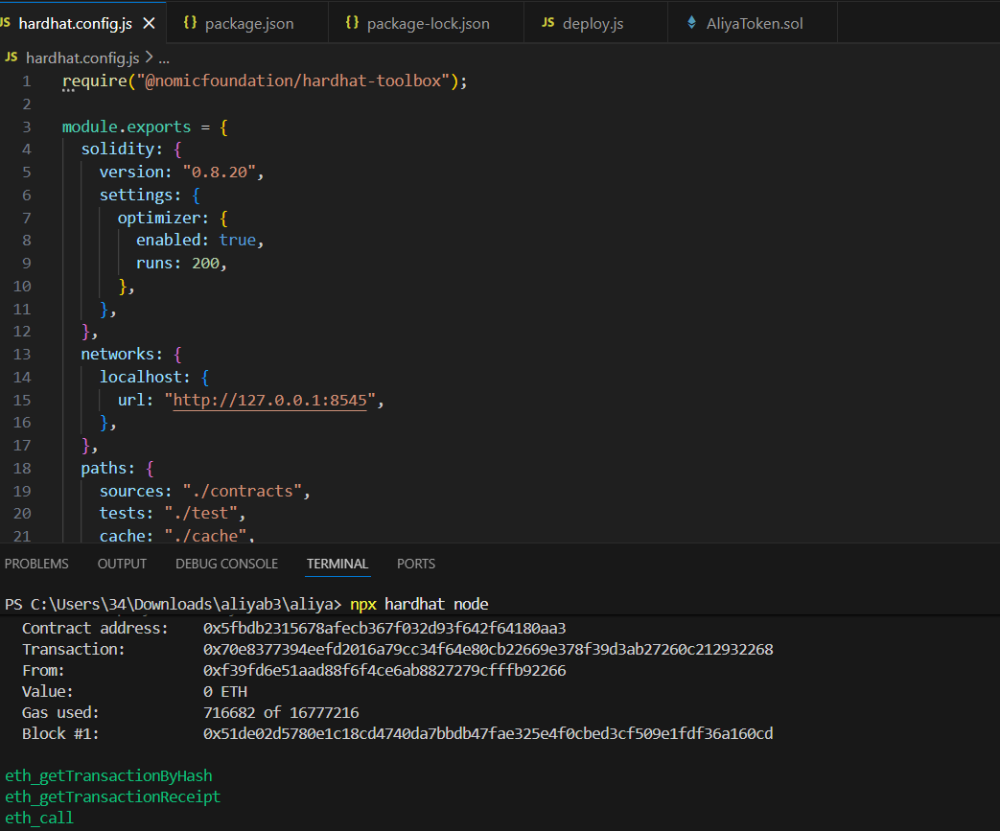 JS hardhat.config.js ✕ {} package.json {} package-lock.json JS deploy.js AliyaToken.sol
JS hardhat.config.js > ...
1 require("@nomicfoundation/hardhat-toolbox");
2
3 module.exports = {
4 solidity: {
5 version: "0.8.20",
6 settings: {
7 optimizer: {
8 enabled: true,
9 runs: 200,
10 },
11 },
12 },
13 networks: {
14 localhost: {
15 url: "http://127.0.0.1:8545",
16 },
17 },
18 paths: {
19 sources: "./contracts",
20 tests: "./test",
21 cache: "./cache",
PROBLEMS OUTPUT DEBUG CONSOLE TERMINAL PORTS
PS C:\Users\34\Downloads\aliyab3\aliya> npx hardhat node
Contract address: 0x5fbdb2315678afecb367f032d93f642f64180aa3
Transaction: 0x70e8377394eefd2016a79cc34f64e80cb22669e378f39d3ab27260c212932268
From: 0xf39fd6e51aad88f6f4ce6ab8827279cfffb92266
Value: 0 ETH
Gas used: 716682 of 16777216
Block #1: 0x51de02d5780e1c18cd4740da7bbdb47fae325e4f0cbed3cf509e1fdf36a160cd
eth_getTransactionByHash
eth_getTransactionReceipt
eth_call